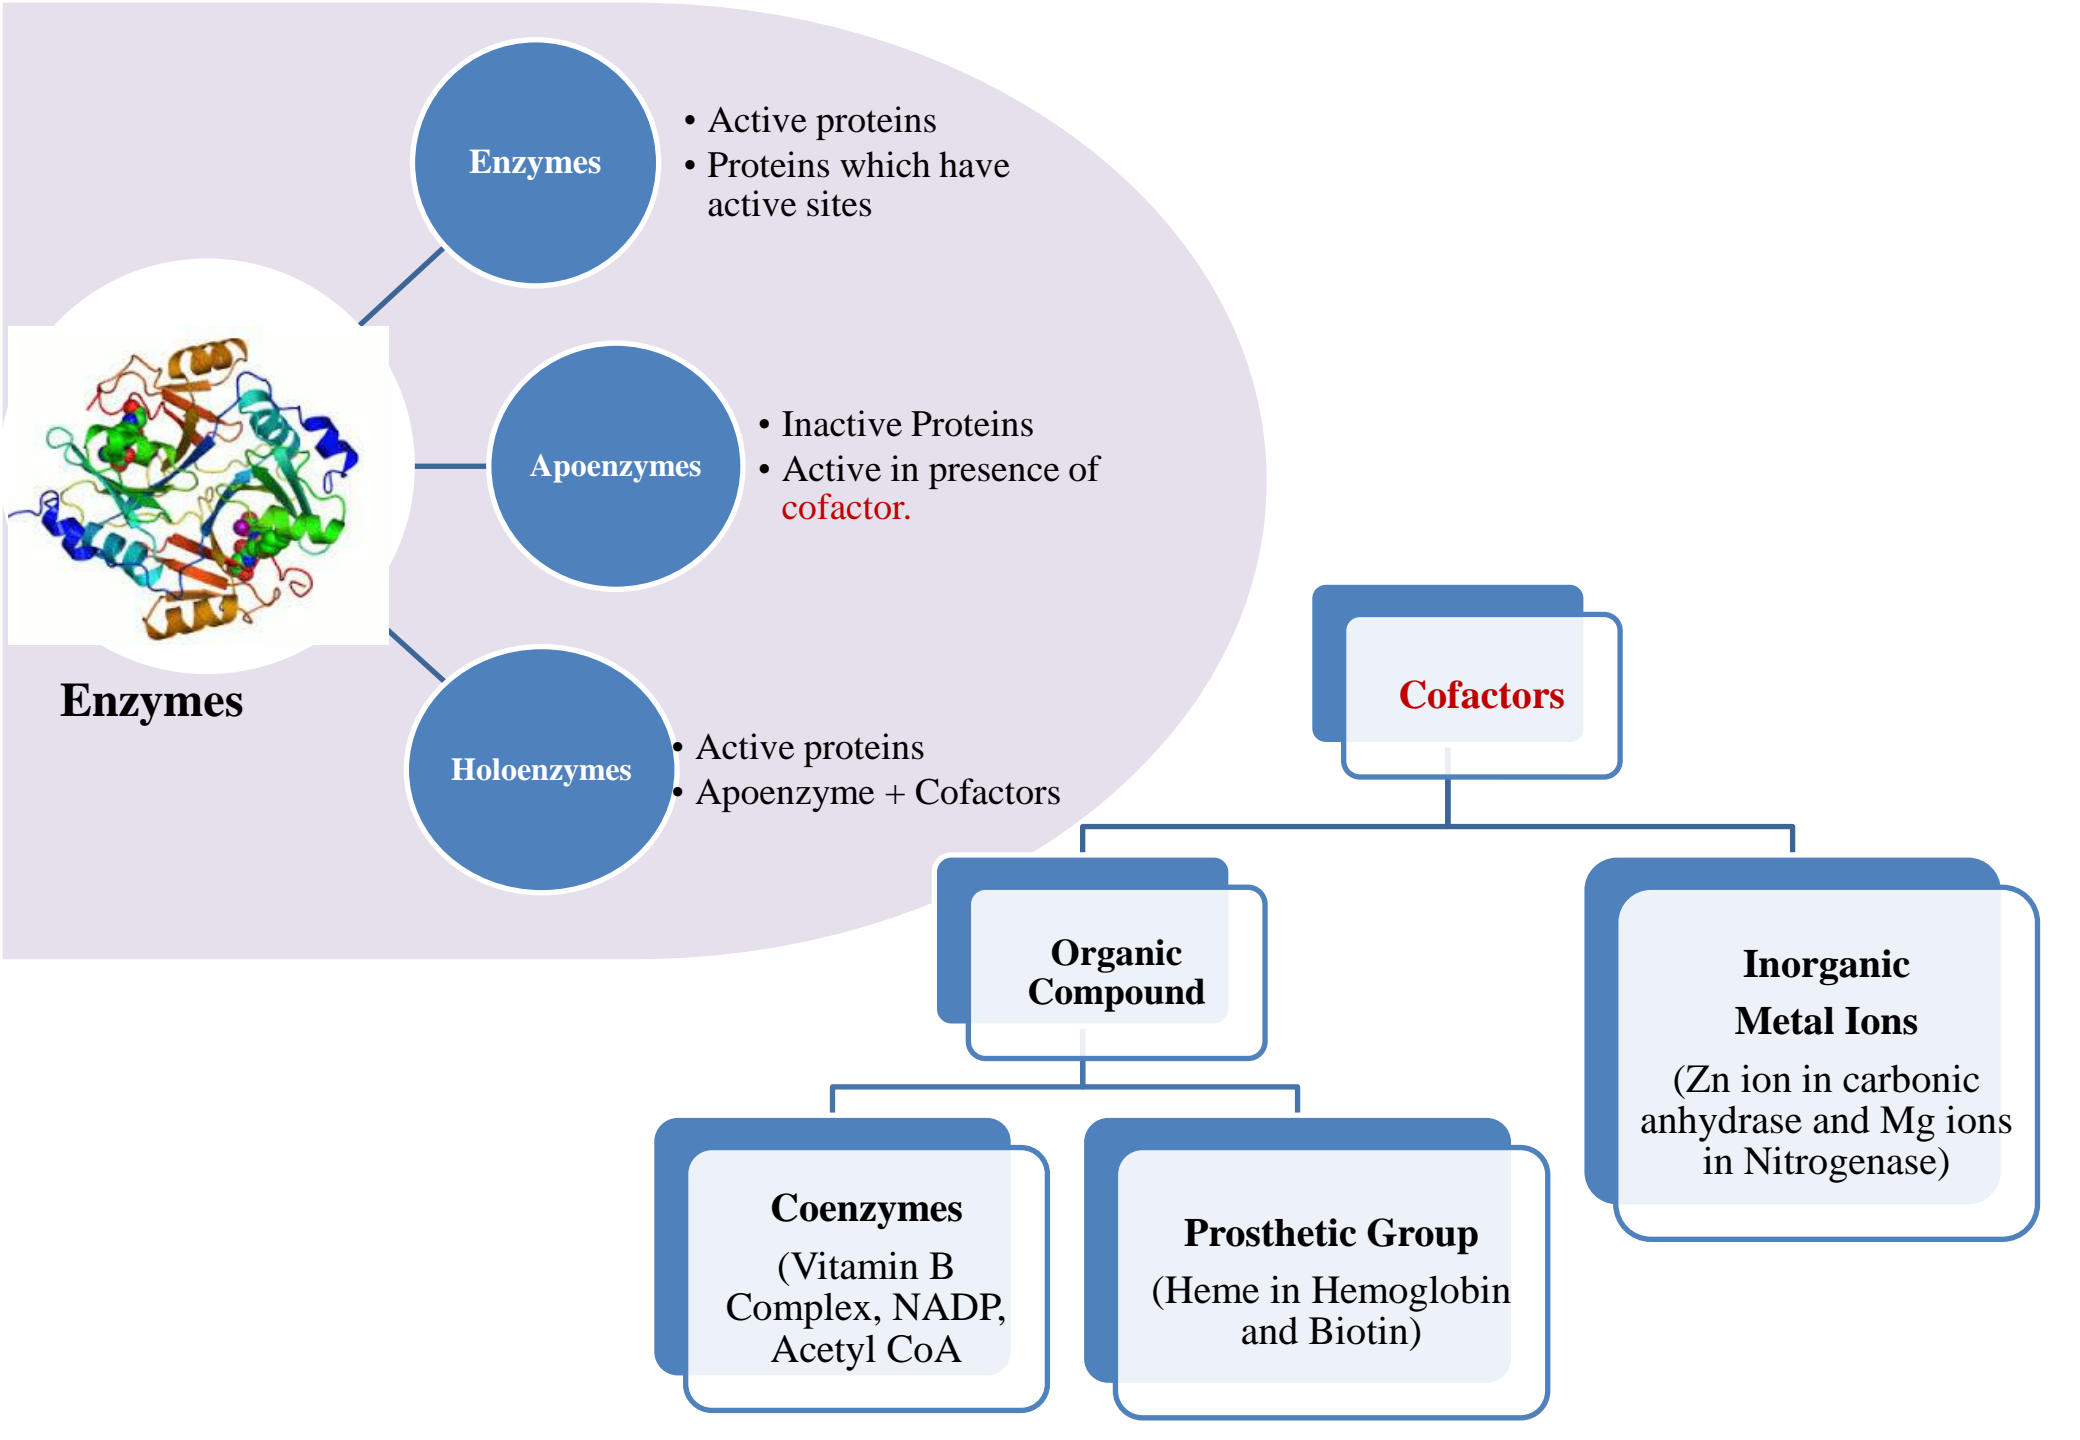 Enzymes
• Active proteins
• Proteins which have
active sites
Apoenzymes
• Inactive Proteins
• Active in presence of
cofactor.
Enzymes
Holoenzymes
• Active proteins
• Apoenzyme + Cofactors
Cofactors
Organic
Compound
Inorganic
Metal Ions
(Zn ion in carbonic
anhydrase and Mg ions
in Nitrogenase)
Coenzymes
(Vitamin B
Complex, NADP,
Acetyl CoA
Prosthetic Group
(Heme in Hemoglobin
and Biotin)